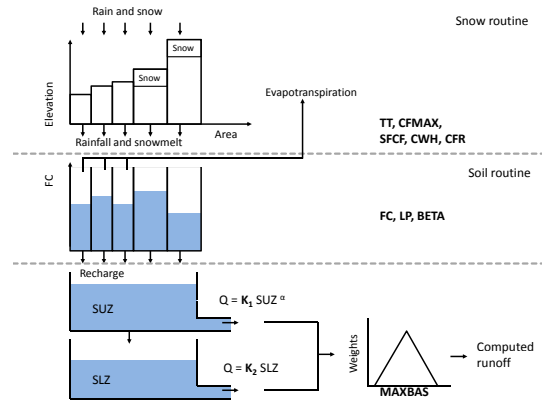 Rain and snow
Snow routine
Snow
Snow
Elevation
Area
Evapotranspiration
TT, CFMAX,
SFCF, CWH, CFR
Rainfall and snowmelt
Soil routine
FC
FC, LP, BETA
Recharge
SUZ
Q = K₁ SUZ ᵅ
SLZ
Q = K₂ SLZ
Weights
MAXBAS
Computed
runoff